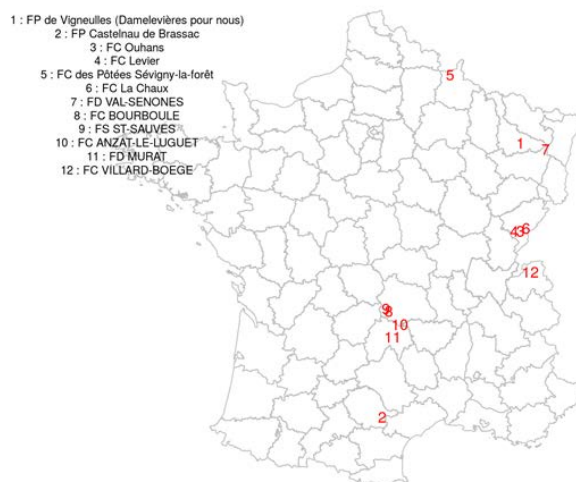 1 : FP de Vigneulles (Damelevières pour nous)
2 : FP Castelnau de Brassac
3 : FC Ouhans
4 : FC Levier
5 : FC des Pôtées Sévigny-la-forêt
6 : FC La Chaux
7 : FD VAL-SENONES
8 : FC BOURBOULE
9 : FS ST-SAUVES
10 : FC ANZAT-LE-LUGUET
11 : FD MURAT
12 : FC VILLARD-BOEGE
5
1
7
4 3 6
12
9
8
10
11
2